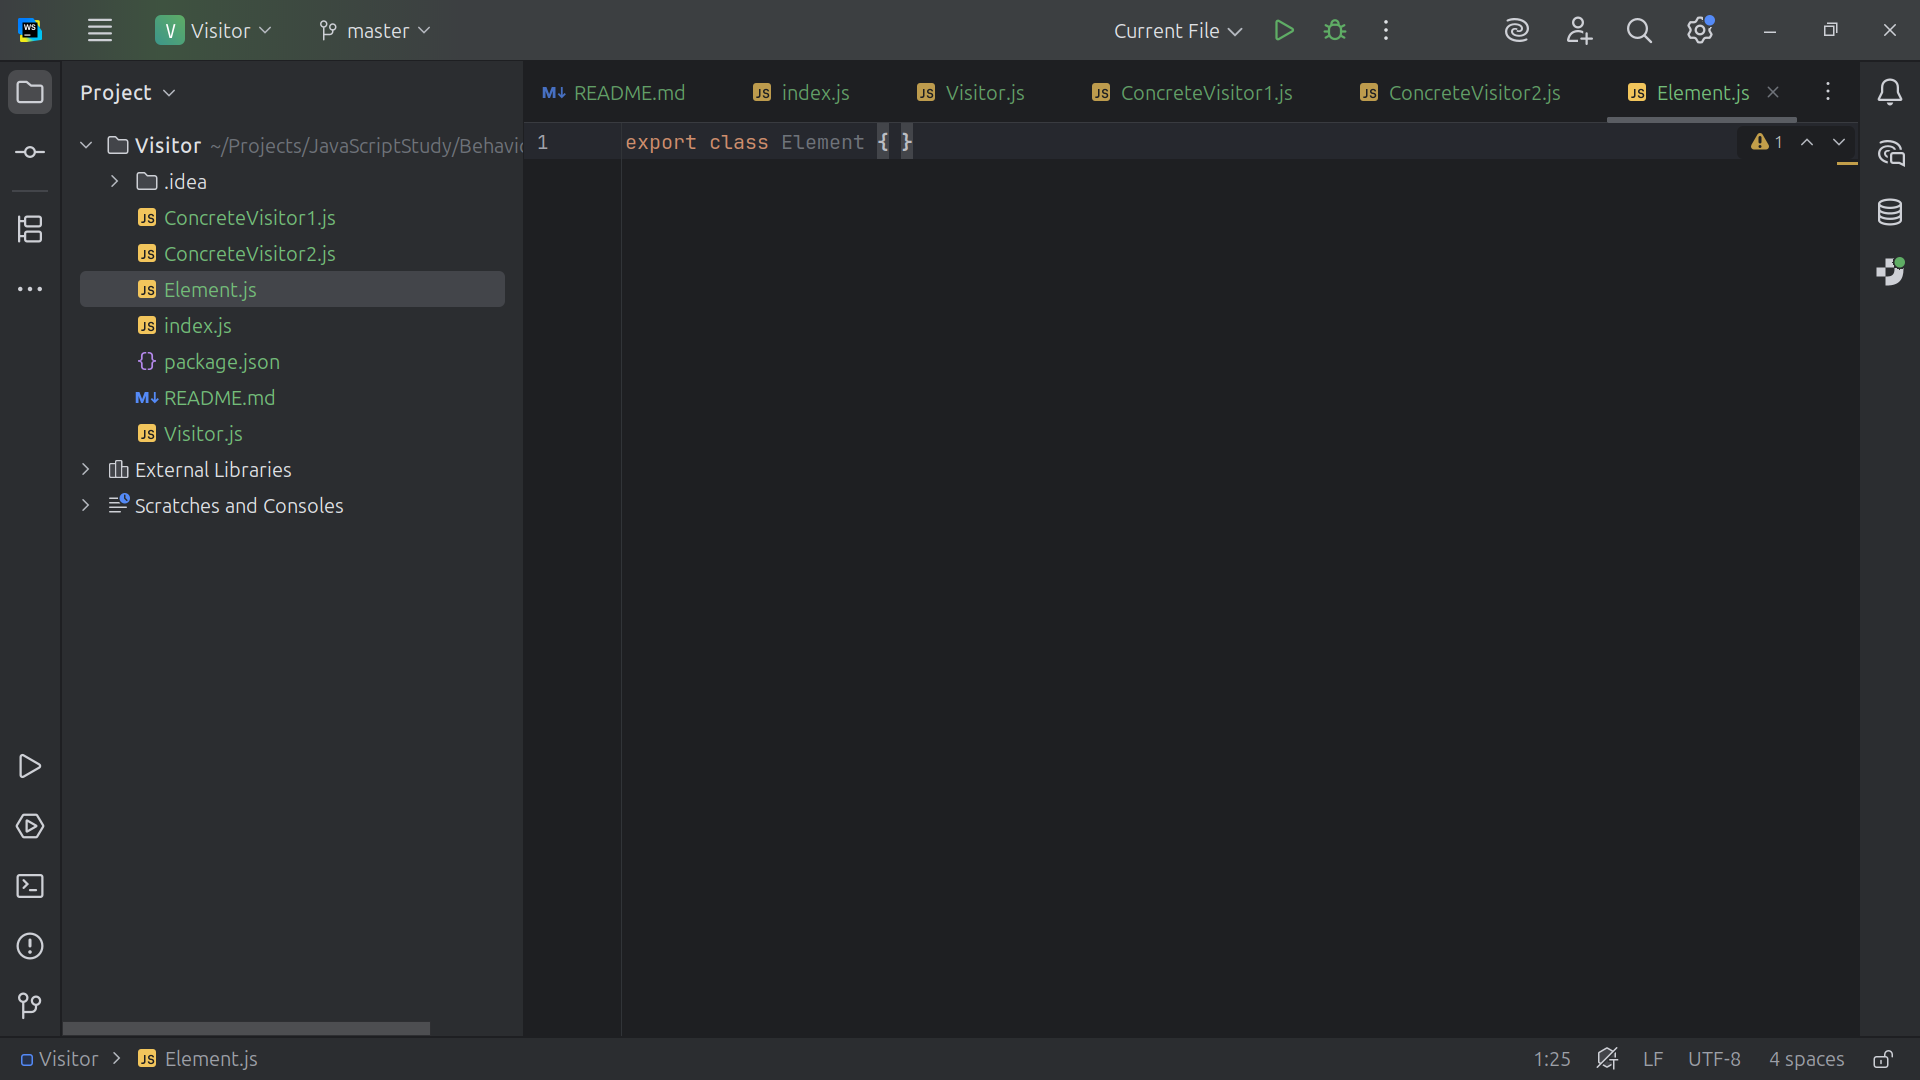 WS
V Visitor
master
Current File
Project
README.md
index.js
Visitor.js
ConcreteVisitor1.js
ConcreteVisitor2.js
Element.js
Visitor ~/Projects/JavaScriptStudy/Behavio
.idea
ConcreteVisitor1.js
ConcreteVisitor2.js
Element.js
index.js
package.json
README.md
Visitor.js
External Libraries
Scratches and Consoles
1 export class Element { }
1
Visitor
Element.js
1:25
LF
UTF-8
4 spaces